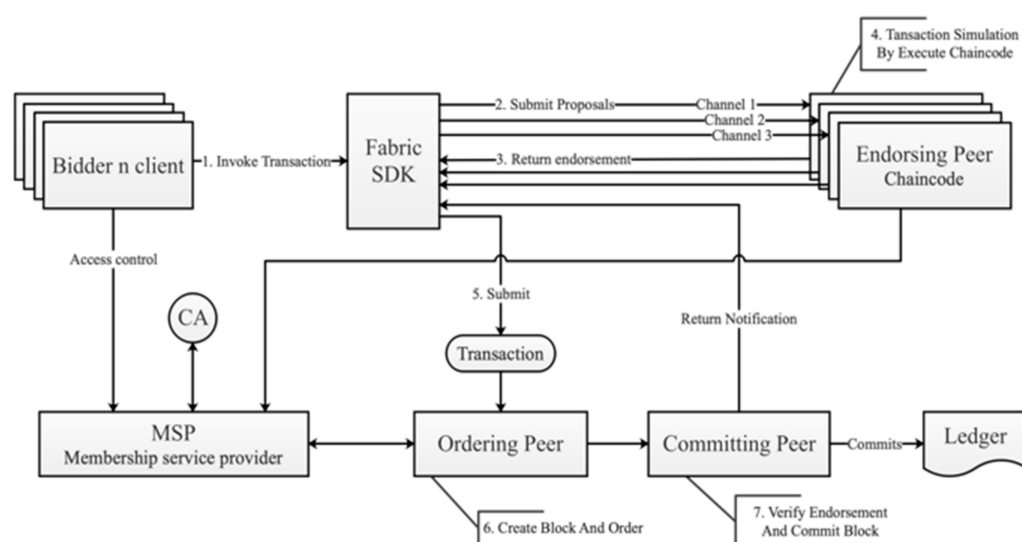 4. Tansaction Simulation
By Execute Chaincode
2. Submit Proposals
Channel 1
Channel 2
Channel 3
Bidder n client
1. Invoke Transaction
Fabric
SDK
3. Return endorsement
Endorsing Peer
Chaincode
Access control
CA
5. Submit
Return Notification
Transaction
MSP
Membership service provider
Ordering Peer
Committing Peer
Commits
Ledger
6. Create Block And Order
7. Verify Endorsement
And Commit Block